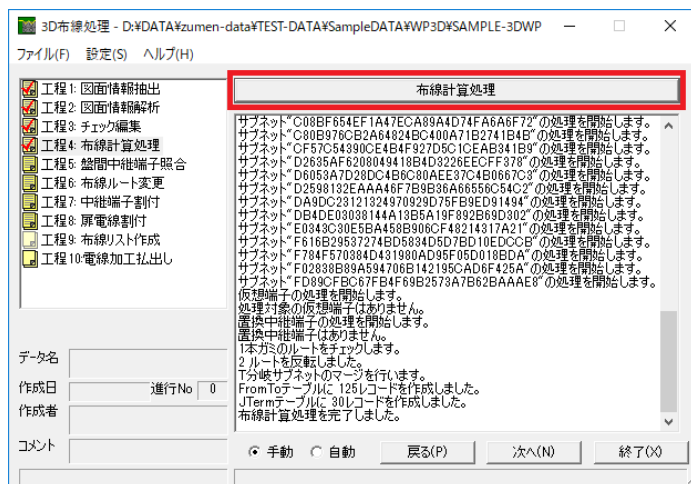 3D布線処理 - D:¥DATA¥zumen-data¥TEST-DATA¥SampleDATA¥WP3D¥SAMPLE-3DWP
ファイル(F) 設定(S) ヘルプ(H)
工程1: 図面情報抽出
工程2: 図面情報解析
工程3: チェック編集
工程4: 布線計算処理
工程5: 盤間中継端子照合
工程6: 布線ルート変更
工程7: 中継端子割付
工程8: 扉電線割付
工程9: 布線リスト作成
工程10:電線加工払出し
布線計算処理
サブネット"C08BF654EF1A47ECA89A4D74FA6A6F72"の処理を開始します。
サブネット"C80B976CB2A64824BC400A71B2741B4B"の処理を開始します。
サブネット"CF57C54390CE4B4F927D5C1CEAB341B9"の処理を開始します。
サブネット"D2635AF6208049418B4D3226EECFF378"の処理を開始します。
サブネット"D6053A7D28DC4B6C80AEE37C4B0667C3"の処理を開始します。
サブネット"D2598132EAAA46F7B9B36A66556C54C2"の処理を開始します。
サブネット"DA9DC23121324970929D75FB9ED91494"の処理を開始します。
サブネット"DB4DE03038144A13B5A19F892B69D302"の処理を開始します。
サブネット"E0343C30E5BA458B906CF48214317A21"の処理を開始します。
サブネット"F616B29537274BD5834D5D7BD10EDCCB"の処理を開始します。
サブネット"F784F570384D431980AD95F05D018BDA"の処理を開始します。
サブネット"F02838B89A594706B142195CAD6F425A"の処理を開始します。
サブネット"FD89CFBC67FB4F69B2573A7B62BAAAE8"の処理を開始します。
仮想端子の処理を開始します。
処理対象の仮想端子はありません。
置換中継端子の処理を開始します。
置換中継端子はありません。
1本ガミのルートをチェックします。
2 ルートを反転しました。
T分岐サブネットのマージを行います。
FromToテーブルに 125レコードを作成しました。
JTermテーブルに 30レコードを作成しました。
布線計算処理を完了しました。
データ名
作成日 進行No 0
作成者
コメント
手動 自動 戻る(P) 次へ(N) 終了(X)